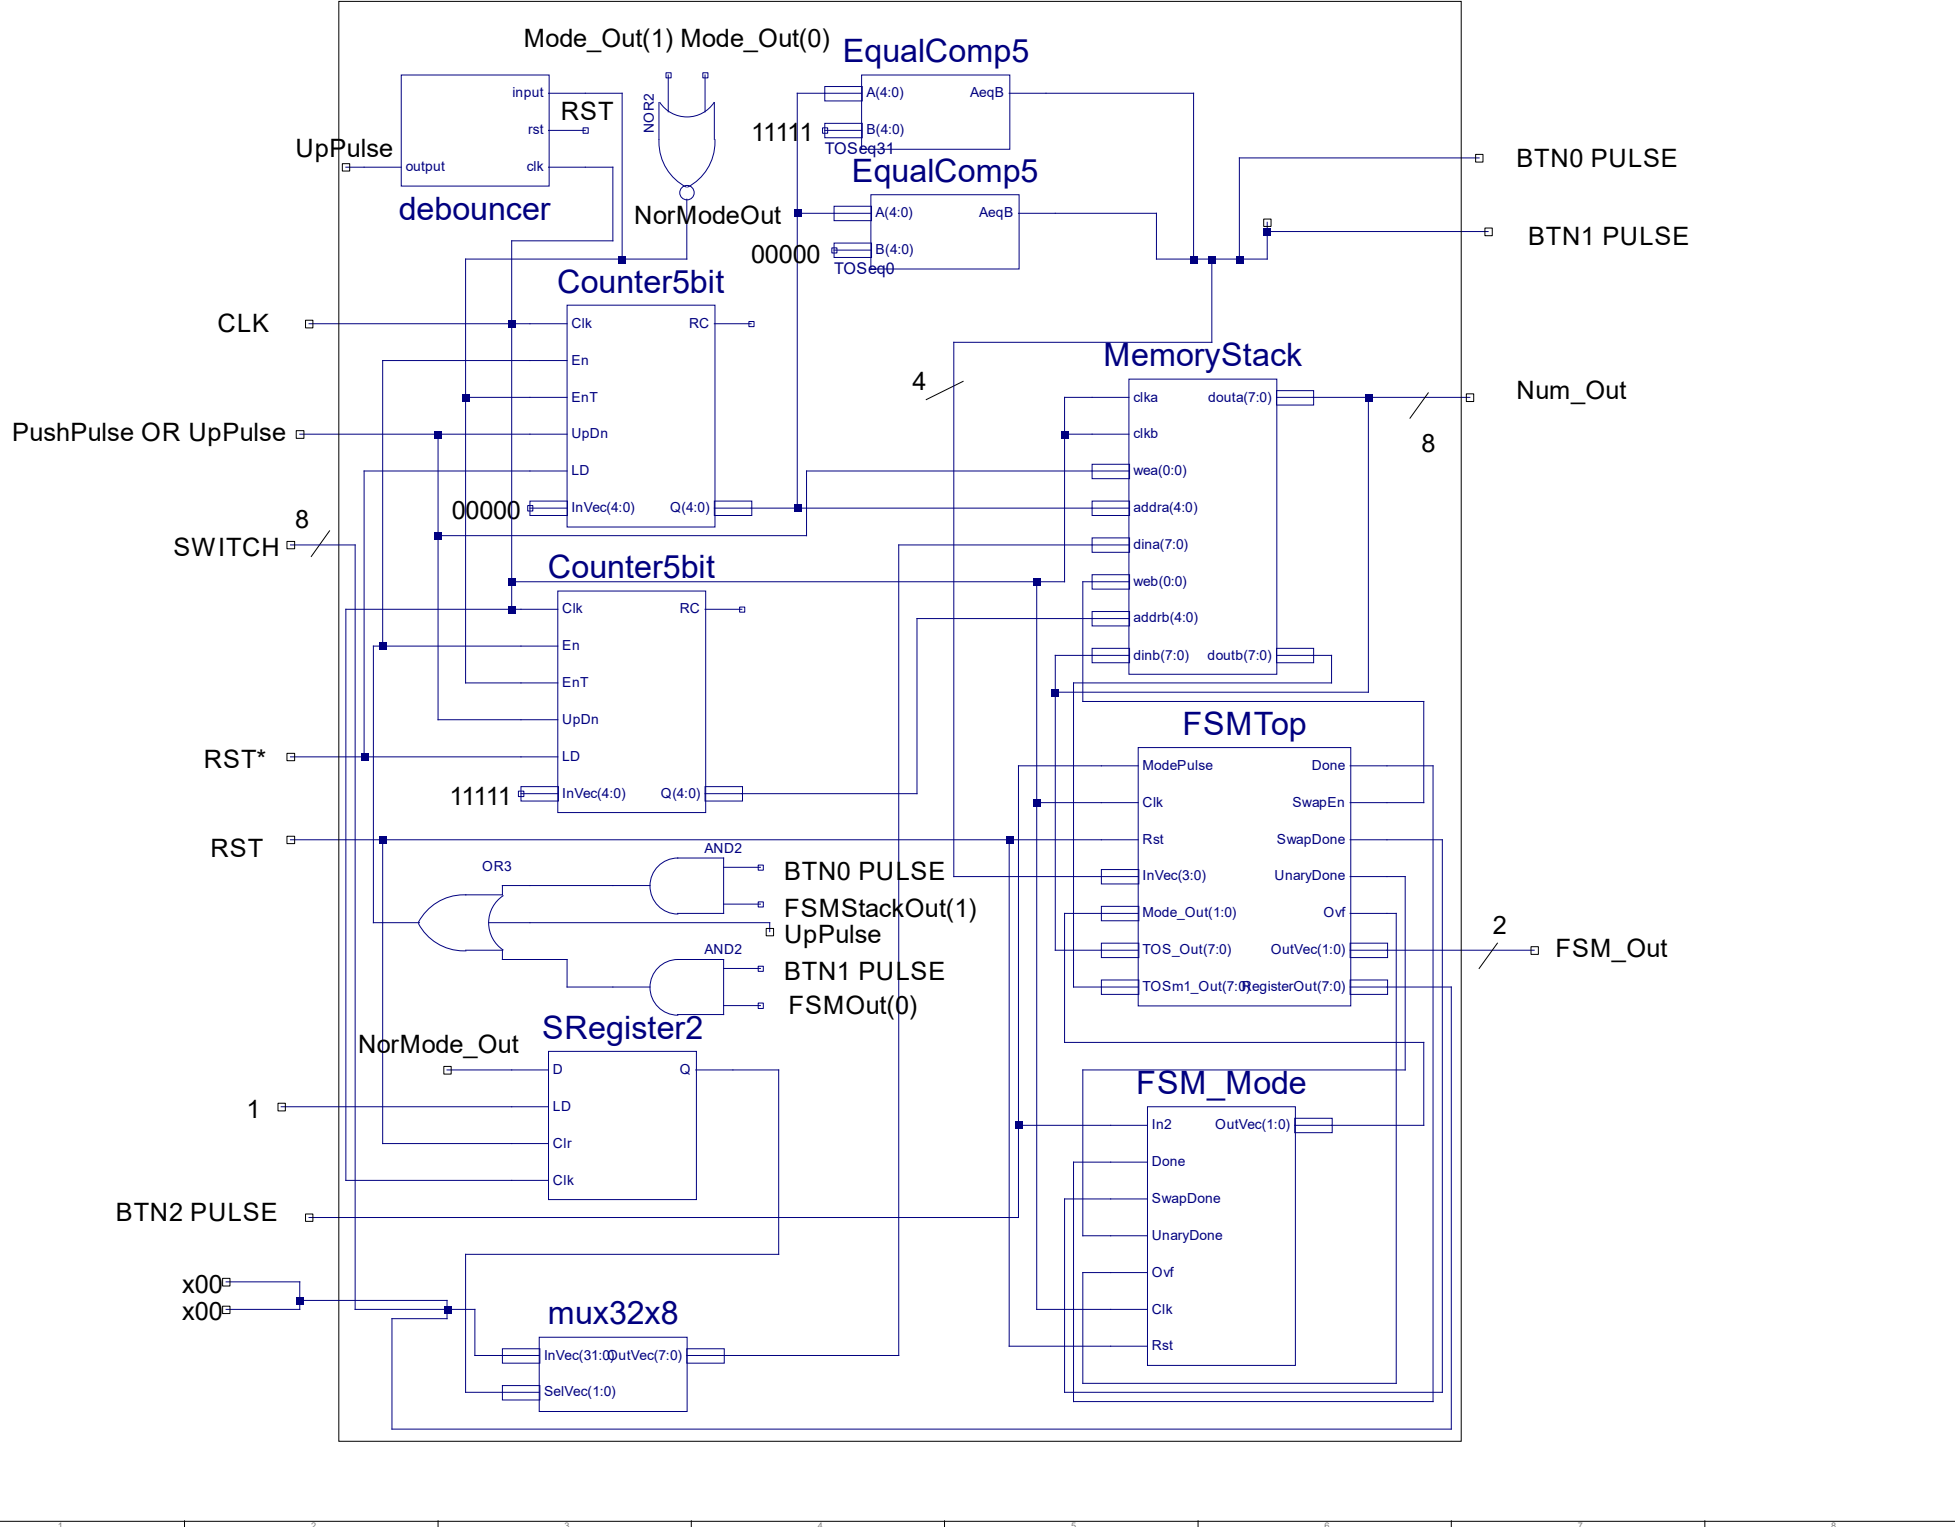 Mode_Out(1) Mode_Out(0)
EqualComp5
input
RST
rst
UpPulse
output
clk
debouncer
NOR2
NorModeOut
A(4:0)
AeqB
11111
B(4:0)
TOSeq31
EqualComp5
A(4:0)
AeqB
00000
B(4:0)
TOSeq0
BTN0 PULSE
BTN1 PULSE
Counter5bit
CLK
Clk
RC
En
EnT
PushPulse OR UpPulse
UpDn
LD
00000
InVec(4:0)
Q(4:0)
4
MemoryStack
clka
douta(7:0)
Num_Out
8
clkb
wea(0:0)
addra(4:0)
dina(7:0)
web(0:0)
addrb(4:0)
dinb(7:0)
doutb(7:0)
8
SWITCH
Counter5bit
Clk
RC
En
EnT
UpDn
RST*
LD
11111
InVec(4:0)
Q(4:0)
RST
FSMTop
ModePulse
Done
Clk
SwapEn
Rst
SwapDone
InVec(3:0)
UnaryDone
Mode_Out(1:0)
Ovf
TOS_Out(7:0)
OutVec(1:0)
2
FSM_Out
TOSm1_Out(7:0)
RegisterOut(7:0)
OR3
AND2
BTN0 PULSE
FSMStackOut(1)
UpPulse
AND2
BTN1 PULSE
FSMOut(0)
SRegister2
NorMode_Out
D
Q
1
LD
Clr
Clk
BTN2 PULSE
FSM_Mode
In2
OutVec(1:0)
Done
SwapDone
UnaryDone
Ovf
Clk
Rst
x00
x00
mux32x8
InVec(31:0)
OutVec(7:0)
SelVec(1:0)
1
2
3
4
5
6
7
8